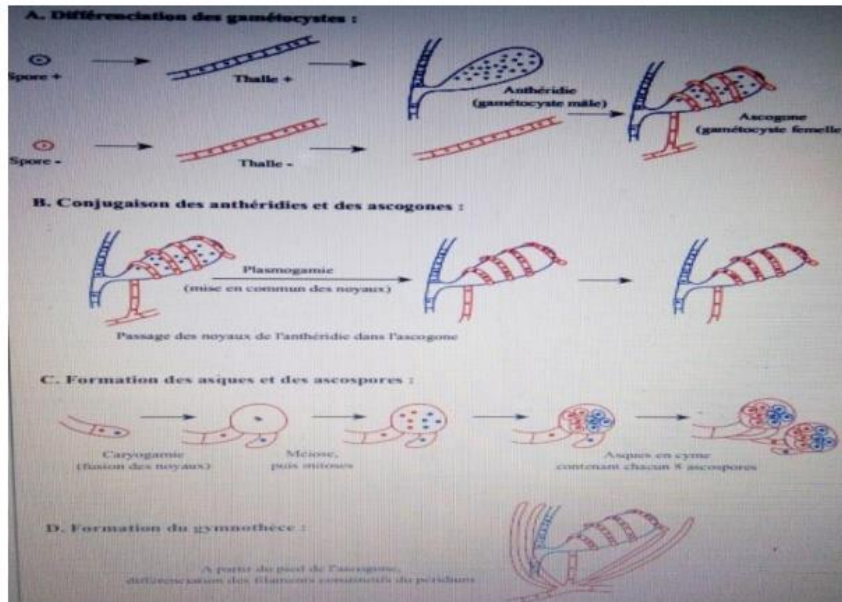 A. Différenciation des gamétocystes :
Spore +
Thalle +
Anthéridie
(gamétocyste mâle)
Ascogone
(gamétocyste femelle
Spore -
Thalle -
B. Conjugaison des anthéridies et des ascogones :
Plasmogamie
(mise en commun des noyaux)
Passage des noyaux de l'anthéridie dans l'ascogone
C. Formation des asques et des ascospores :
Caryogamie
(fusion des noyaux)
Méiose,
puis mitoses
Asques en cyme
contenant chacun 8 ascospores
D. Formation du gymnothèce :
A partir du pied de l'ascogone,
différenciation des filaments constitutifs du péridium